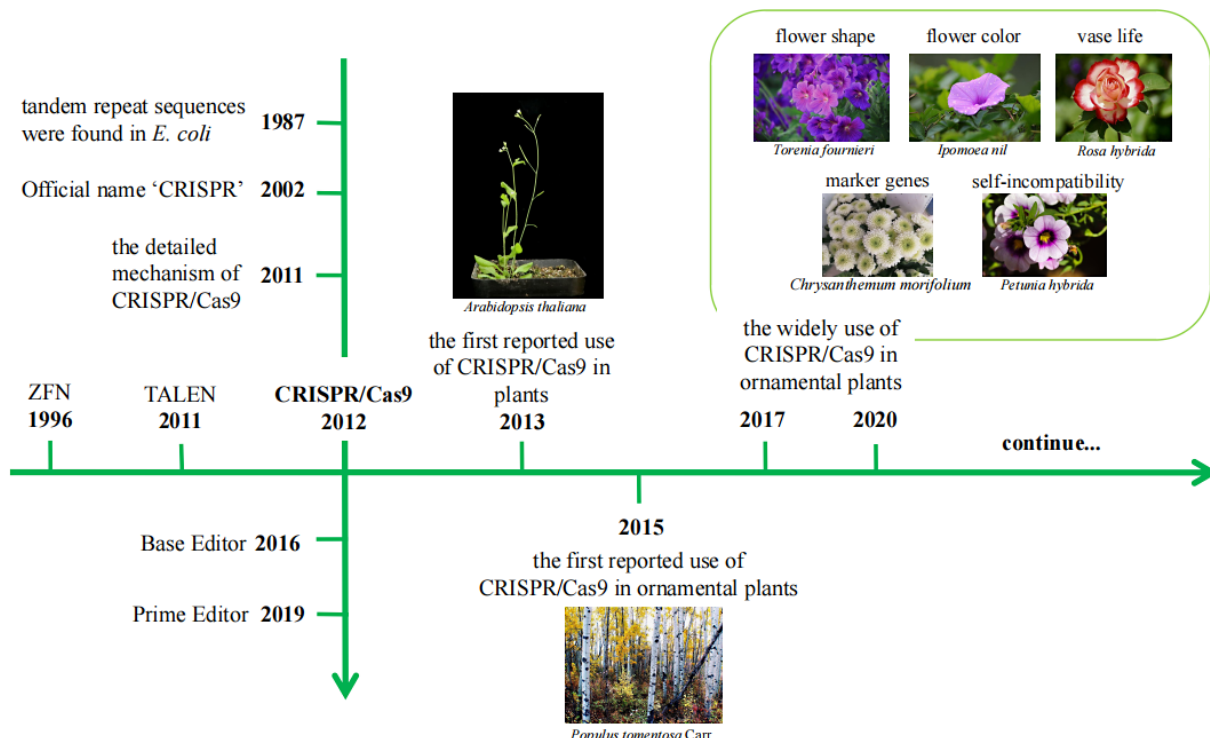 tandem repeat sequences
were found in E. coli
1987
Official name ‘CRISPR’
2002
the detailed
mechanism of
CRISPR/Cas9
2011
Arabidopsis thaliana
the first reported use
of CRISPR/Cas9 in
plants
2013
flower shape
Torenia fournieri
flower color
Ipomoea nil
vase life
Rosa hybrida
marker genes
Chrysanthemum morifolium
self-incompatibility
Petunia hybrida
the widely use of
CRISPR/Cas9 in
ornamental plants
2017
2020
ZFN
1996
TALEN
2011
CRISPR/Cas9
2012
continue...
Base Editor 2016
Prime Editor 2019
2015
the first reported use of
CRISPR/Cas9 in ornamental plants
Populus tomentosa Carr